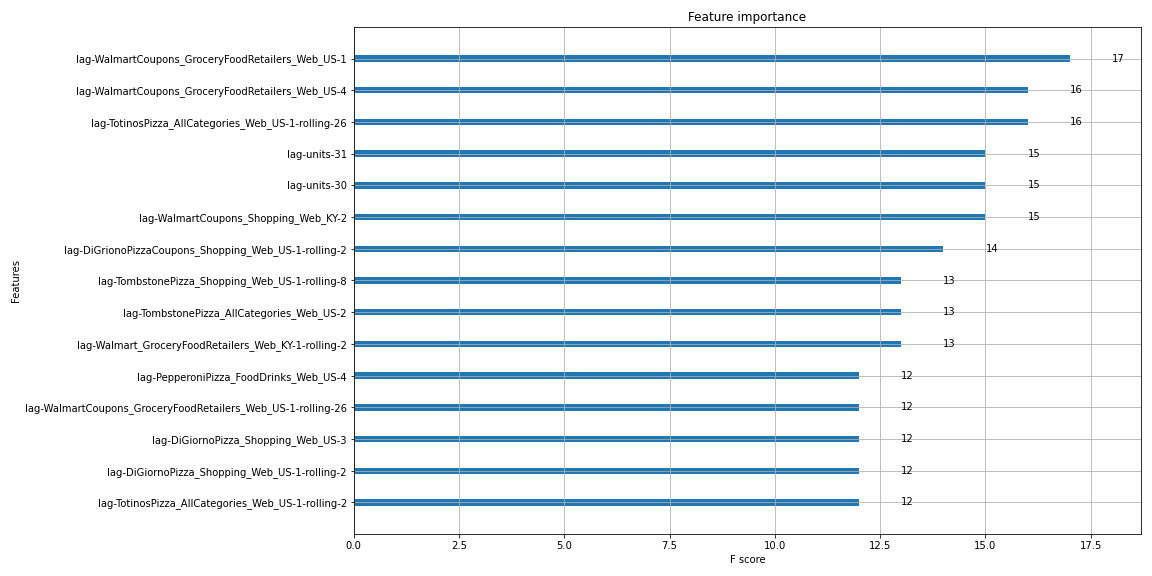 Feature importance
Features
lag-WalmartCoupons_GroceryFoodRetailers_Web_US-1 17
lag-WalmartCoupons_GroceryFoodRetailers_Web_US-4 16
lag-TotinosPizza_AllCategories_Web_US-1-rolling-26 16
lag-units-31 15
lag-units-30 15
lag-WalmartCoupons_Shopping_Web_KY-2 15
lag-DiGrionoPizzaCoupons_Shopping_Web_US-1-rolling-2 14
lag-TombstonePizza_Shopping_Web_US-1-rolling-8 13
lag-TombstonePizza_AllCategories_Web_US-2 13
lag-Walmart_GroceryFoodRetailers_Web_KY-1-rolling-2 13
lag-PepperoniPizza_FoodDrinks_Web_US-4 12
lag-WalmartCoupons_GroceryFoodRetailers_Web_US-1-rolling-26 12
lag-DiGiornoPizza_Shopping_Web_US-3 12
lag-DiGiornoPizza_Shopping_Web_US-1-rolling-2 12
lag-TotinosPizza_AllCategories_Web_US-1-rolling-2 12
0.0 2.5 5.0 7.5 10.0 12.5 15.0 17.5
F score